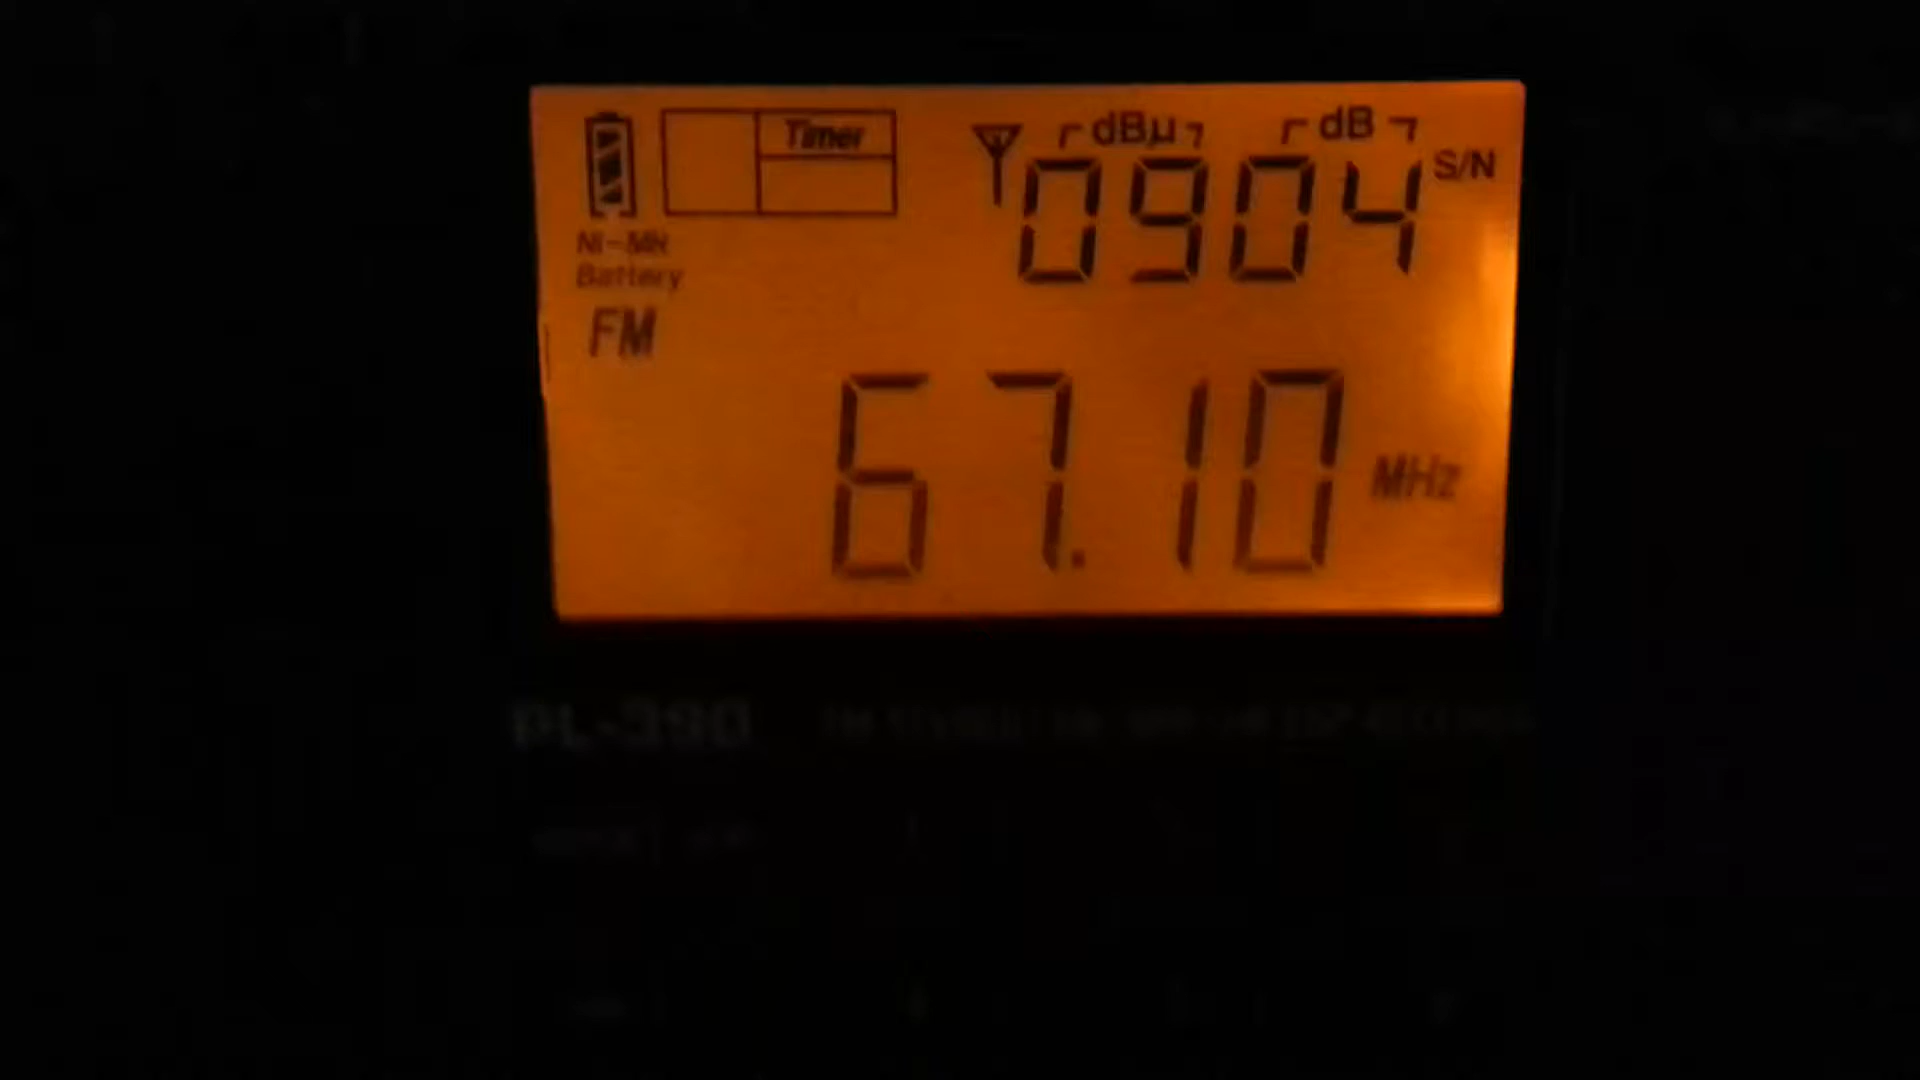 Timer
dBµ dB
0904 S/N
Ni-MH
Battery
FM
67.10 MHz
PL-390